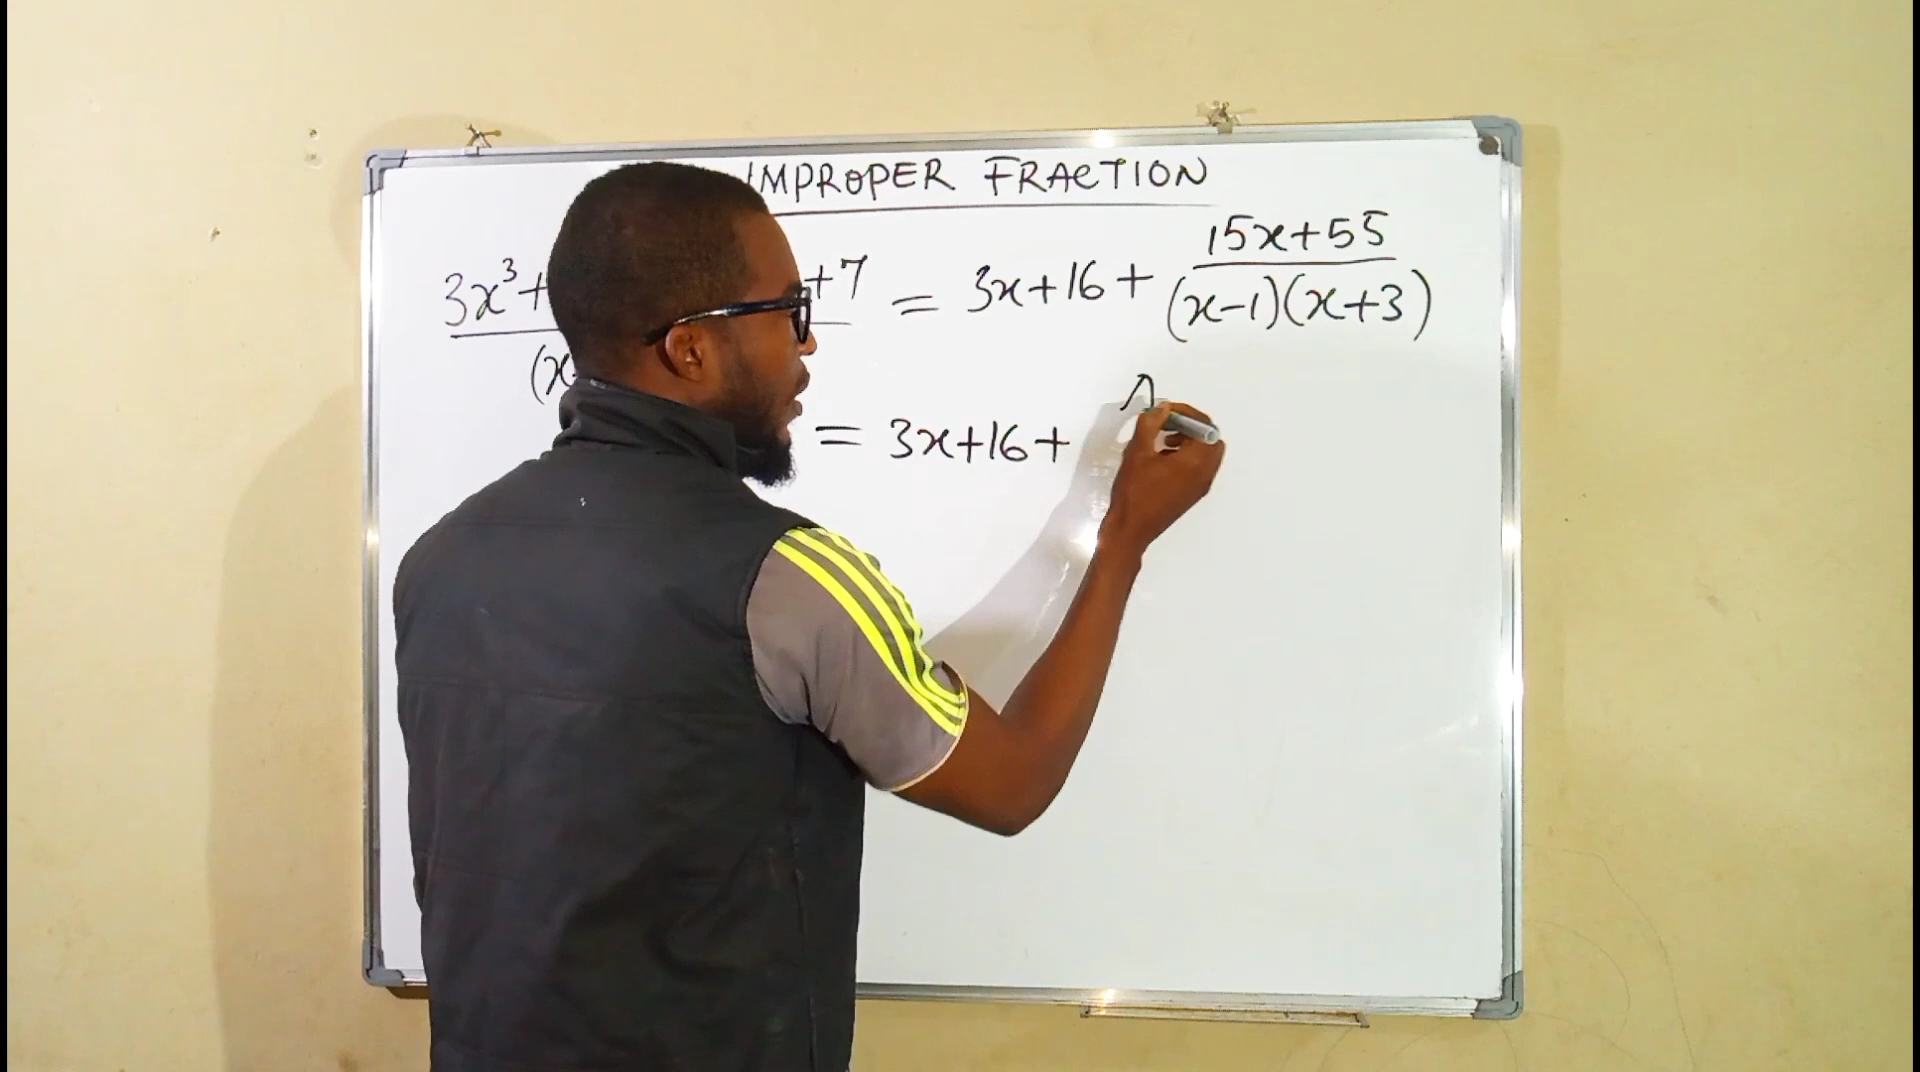 IMPROPER FRACTION
3x³+ +7 = 3x+16+ 15x+55
(x (x-1)(x+3)
= 3x+16+